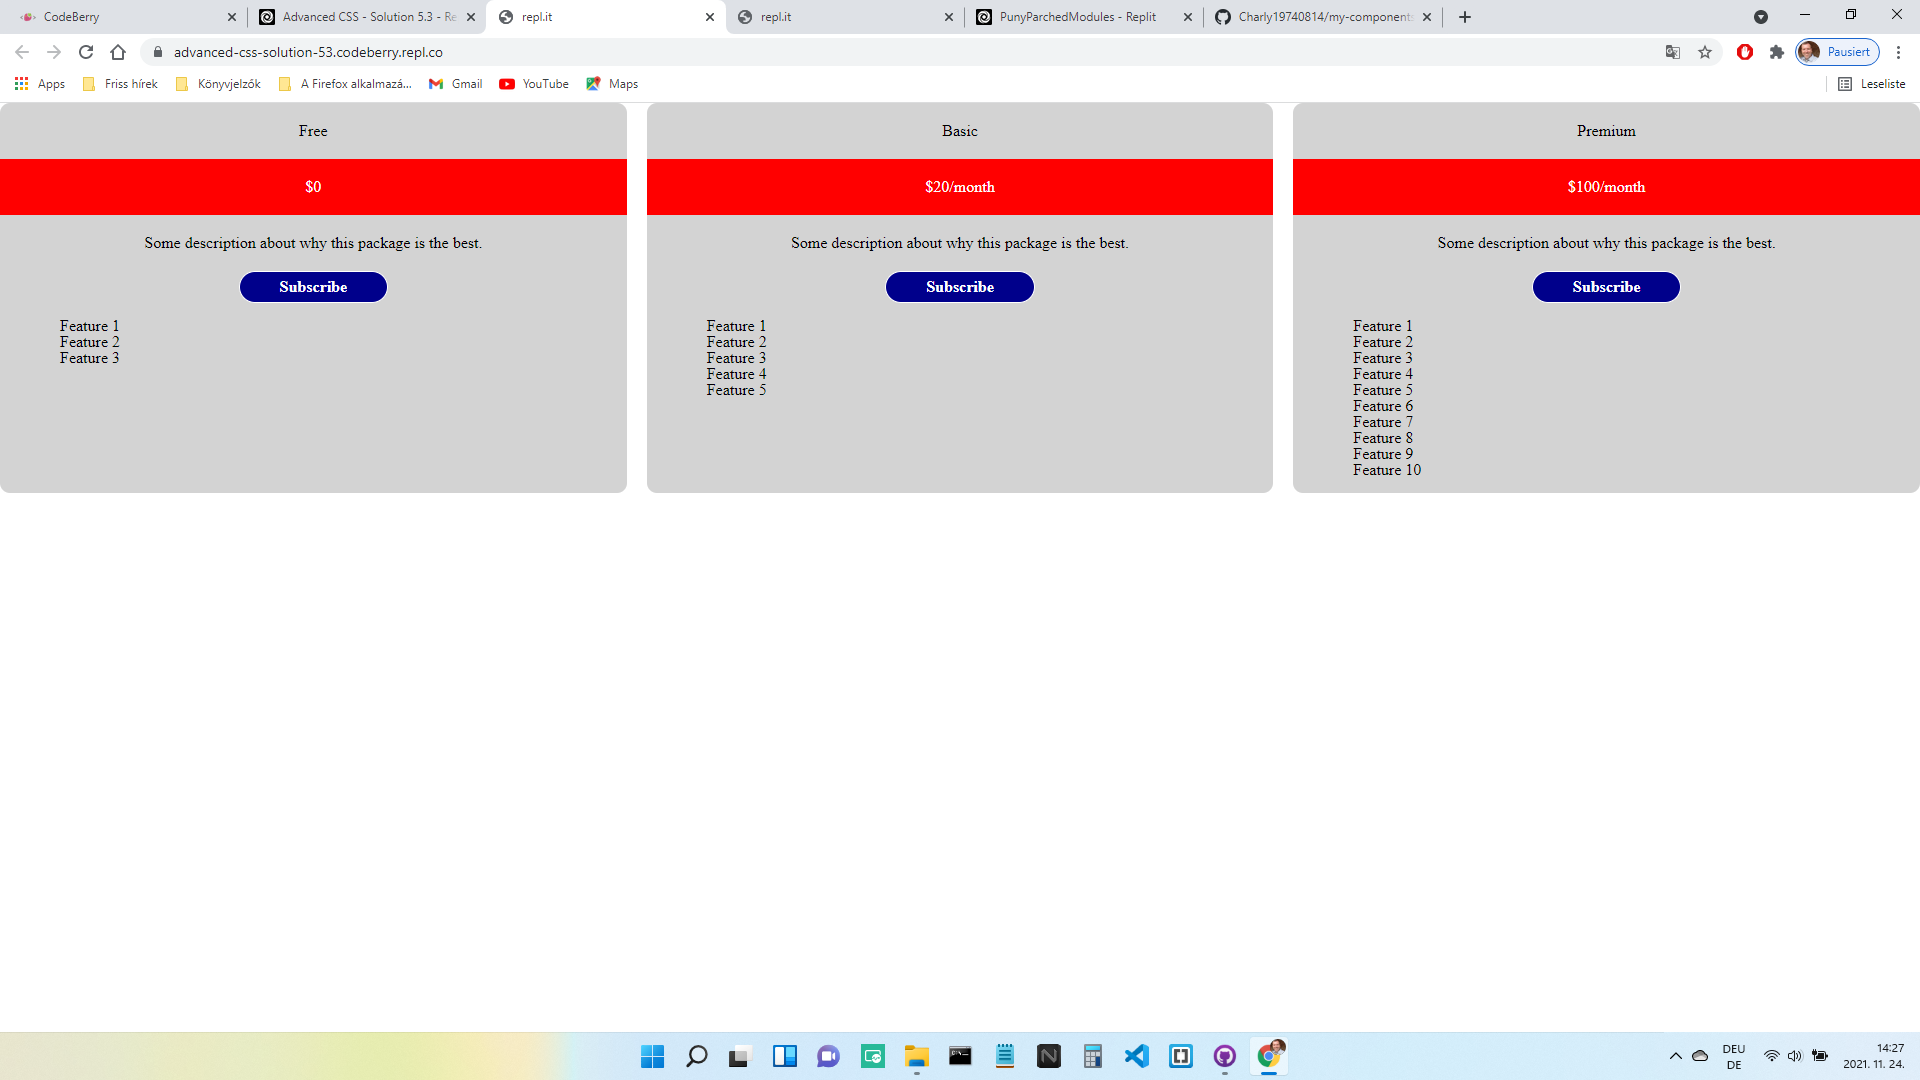 CodeBerry
Advanced CSS - Solution 5.3 - Re
repl.it
repl.it
PunyParchedModules - Replit
Charly19740814/my-components
advanced-css-solution-53.codeberry.repl.co
Pausiert
Apps
Friss hírek
Könyvjelzők
A Firefox alkalmazá...
Gmail
YouTube
Maps
Leseliste
Free
$0
Some description about why this package is the best.
Subscribe
Feature 1
Feature 2
Feature 3
Basic
$20/month
Some description about why this package is the best.
Subscribe
Feature 1
Feature 2
Feature 3
Feature 4
Feature 5
Premium
$100/month
Some description about why this package is the best.
Subscribe
Feature 1
Feature 2
Feature 3
Feature 4
Feature 5
Feature 6
Feature 7
Feature 8
Feature 9
Feature 10
DEU
DE
14:27
2021. 11. 24.